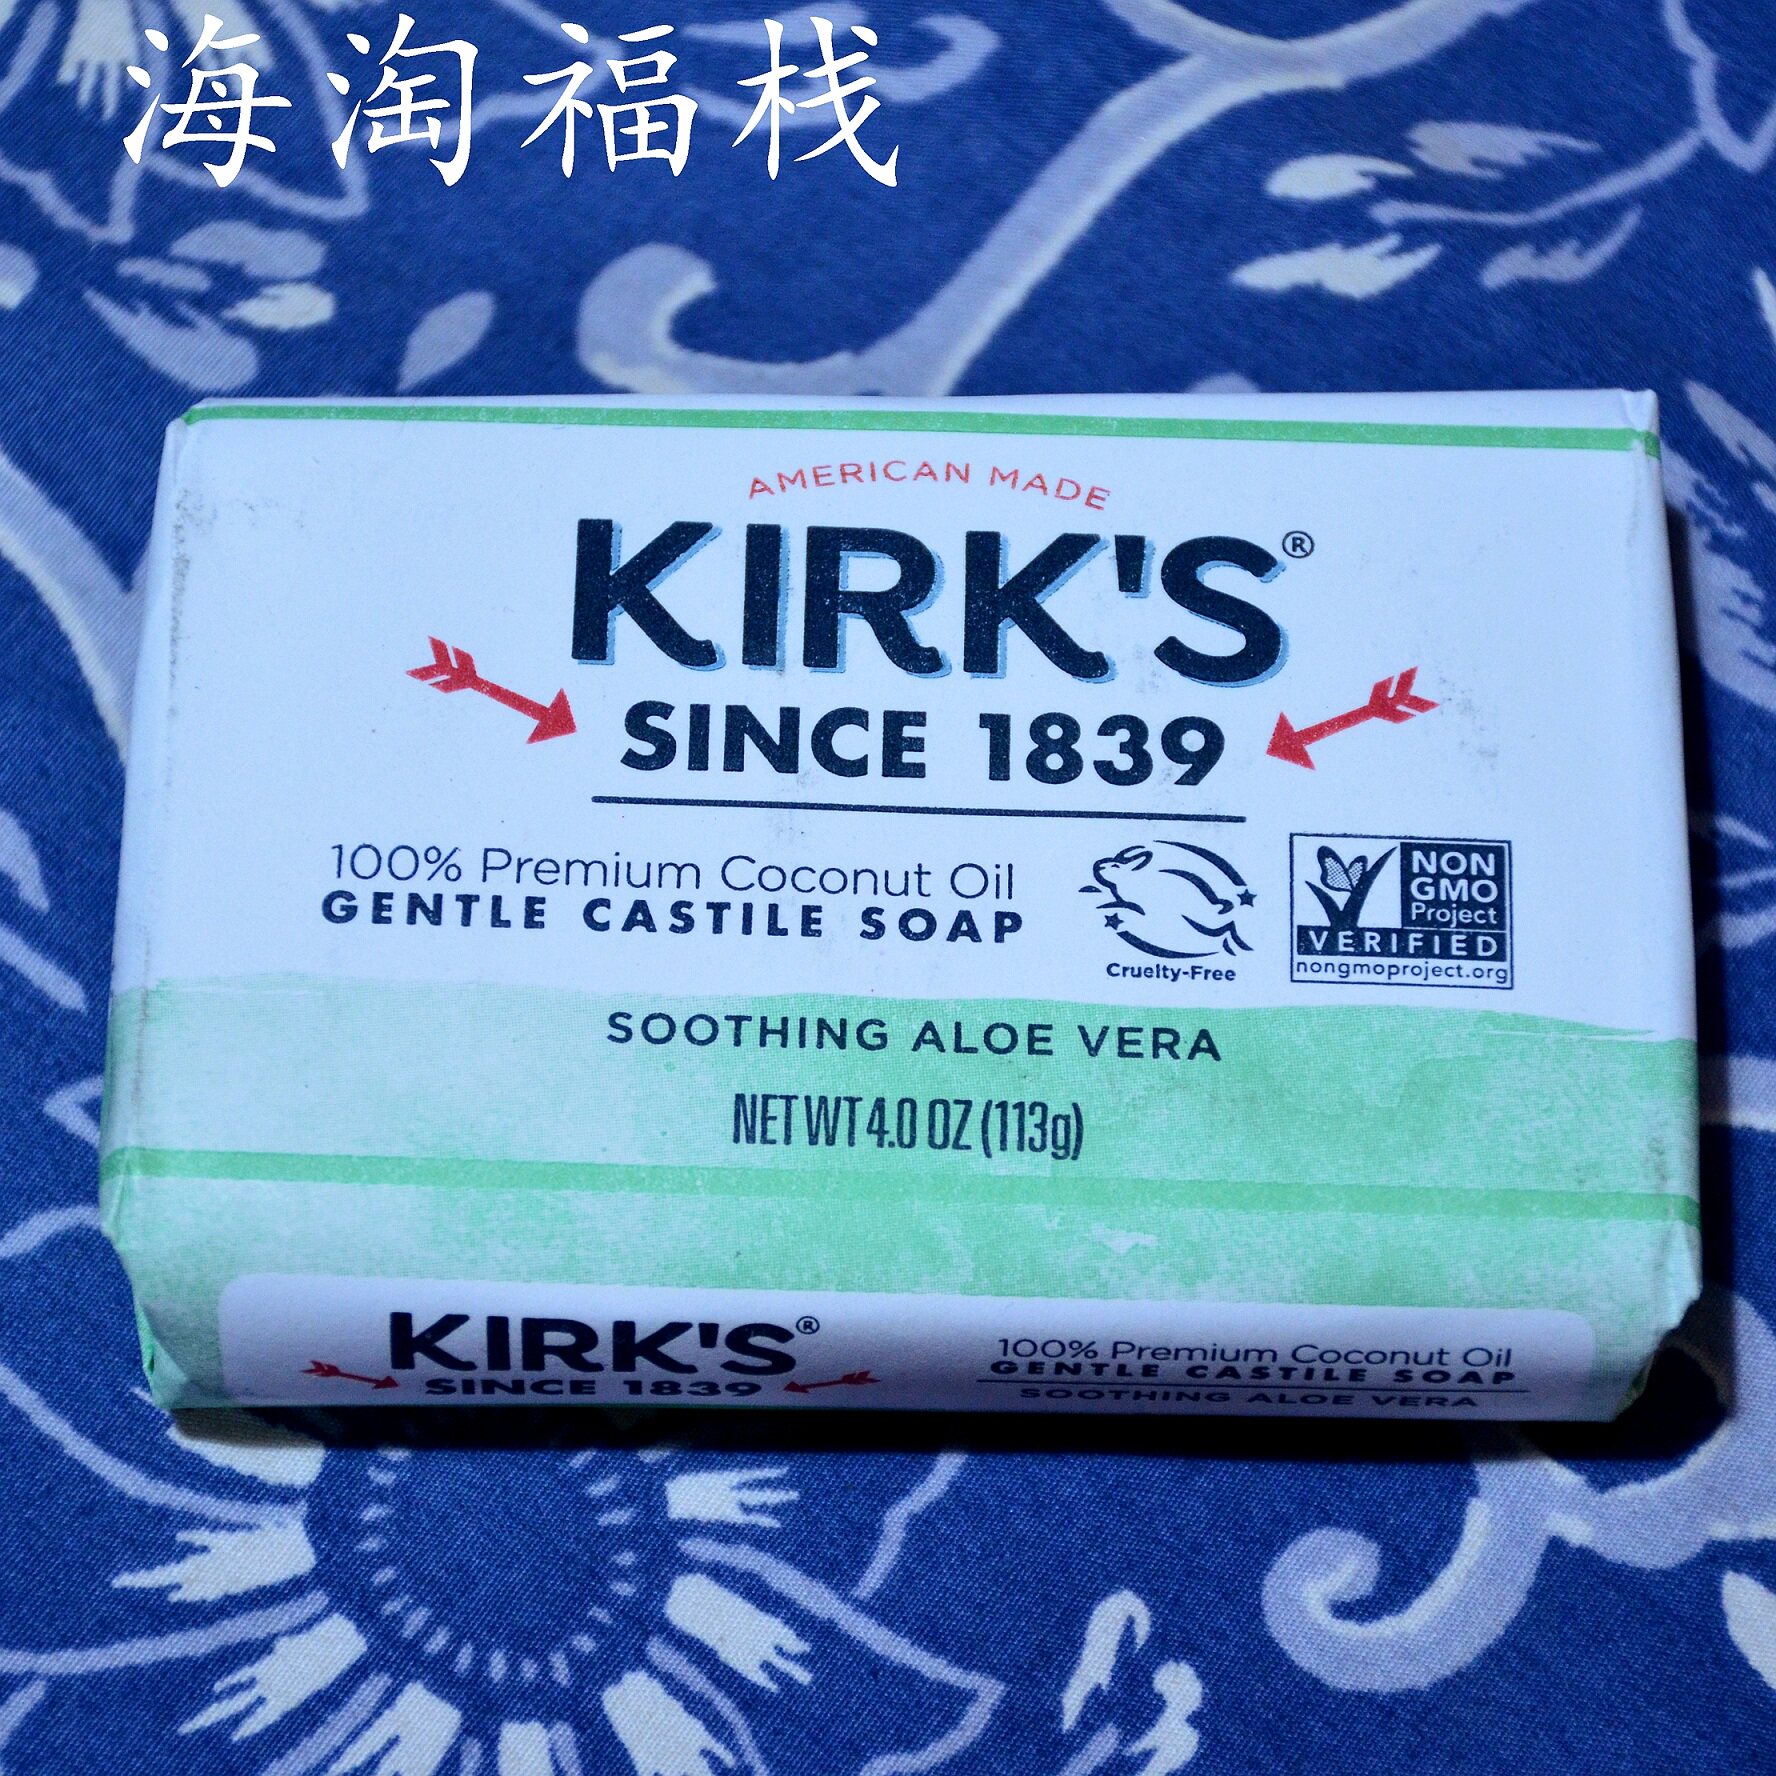 海淘福栈
AMERICAN MADE
KIRK'S®
SINCE 1839
100% Premium Coconut Oil
GENTLE CASTILE SOAP
Cruelty-Free
NON
GMO
Project
VERIFIED
nongmoproject.org
SOOTHING ALOE VERA
NET WT 4.0 OZ (113g)
KIRK'S®
SINCE 1839
100% Premium Coconut Oil
GENTLE CASTILE SOAP
SOOTHING ALOE VERA